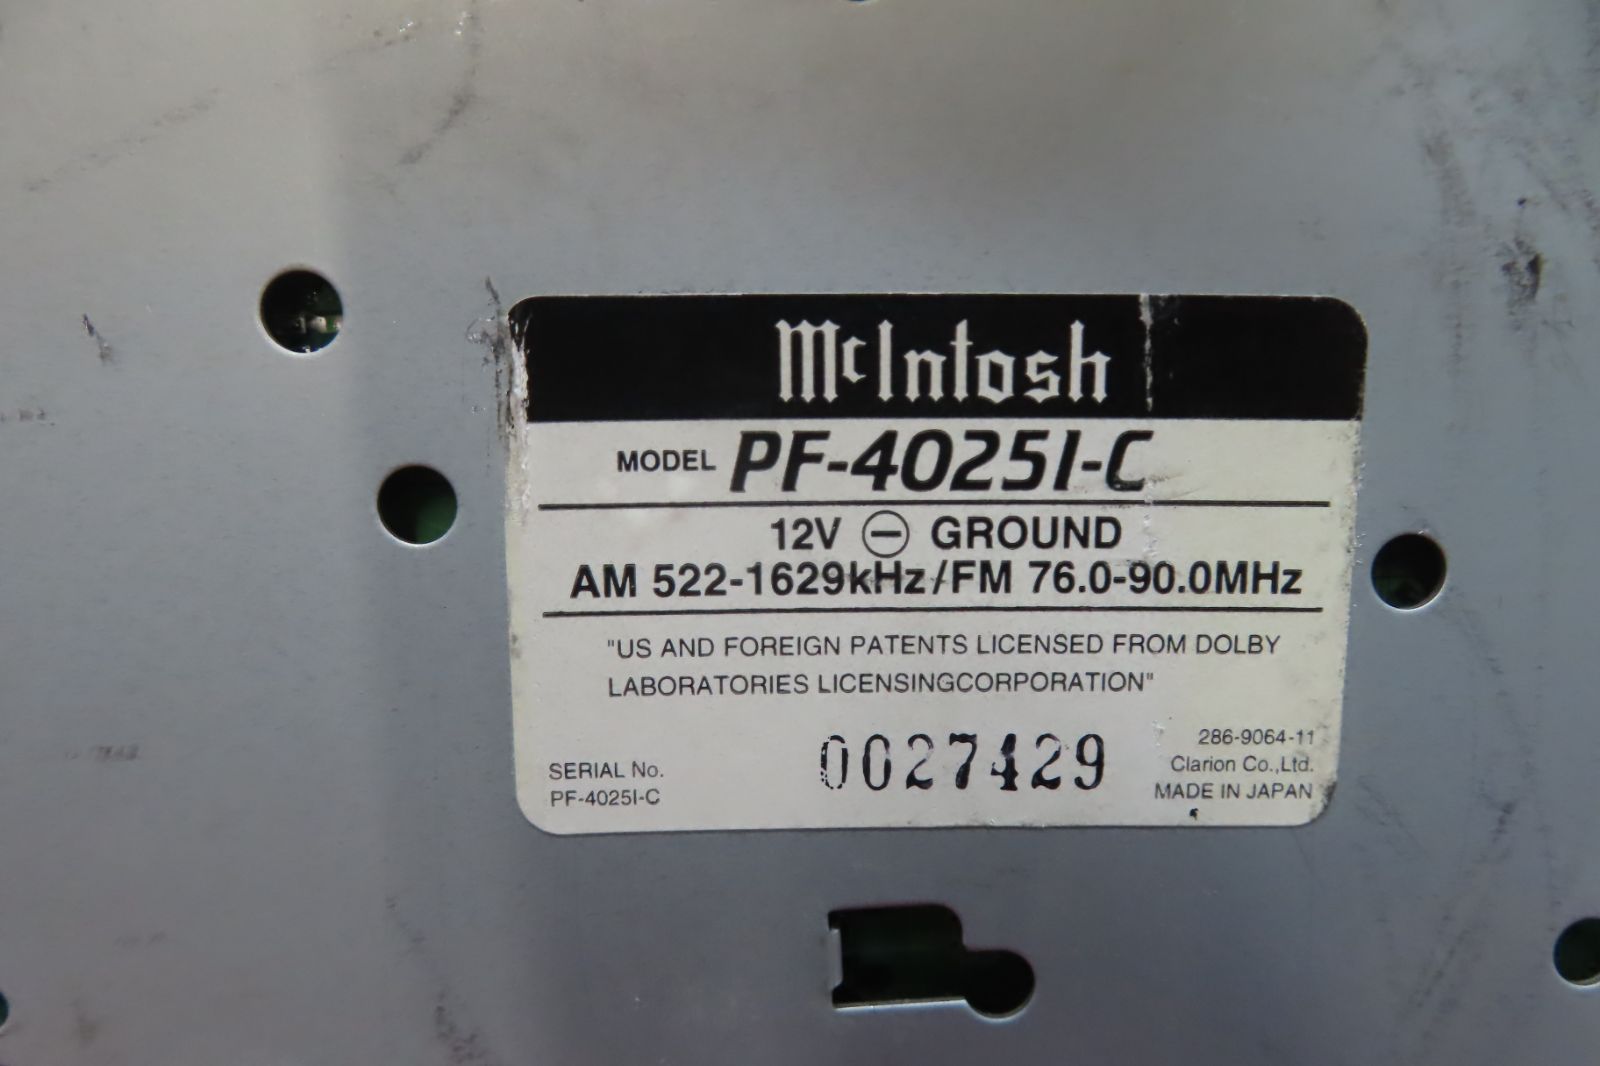 McIntosh
MODEL PF-4025I-C
12V ⊖ GROUND
AM 522-1629kHz/FM 76.0-90.0MHz
"US AND FOREIGN PATENTS LICENSED FROM DOLBY
LABORATORIES LICENSINGCORPORATION"
SERIAL No.
PF-4025I-C
0027429
286-9064-11
Clarion Co.,Ltd.
MADE IN JAPAN